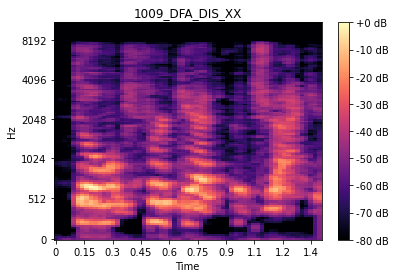 1009_DFA_DIS_XX
Hz
8192
4096
2048
1024
512
0
0 0.15 0.3 0.45 0.6 0.75 0.9 1.1 1.2 1.4
Time
+0 dB
-10 dB
-20 dB
-30 dB
-40 dB
-50 dB
-60 dB
-70 dB
-80 dB